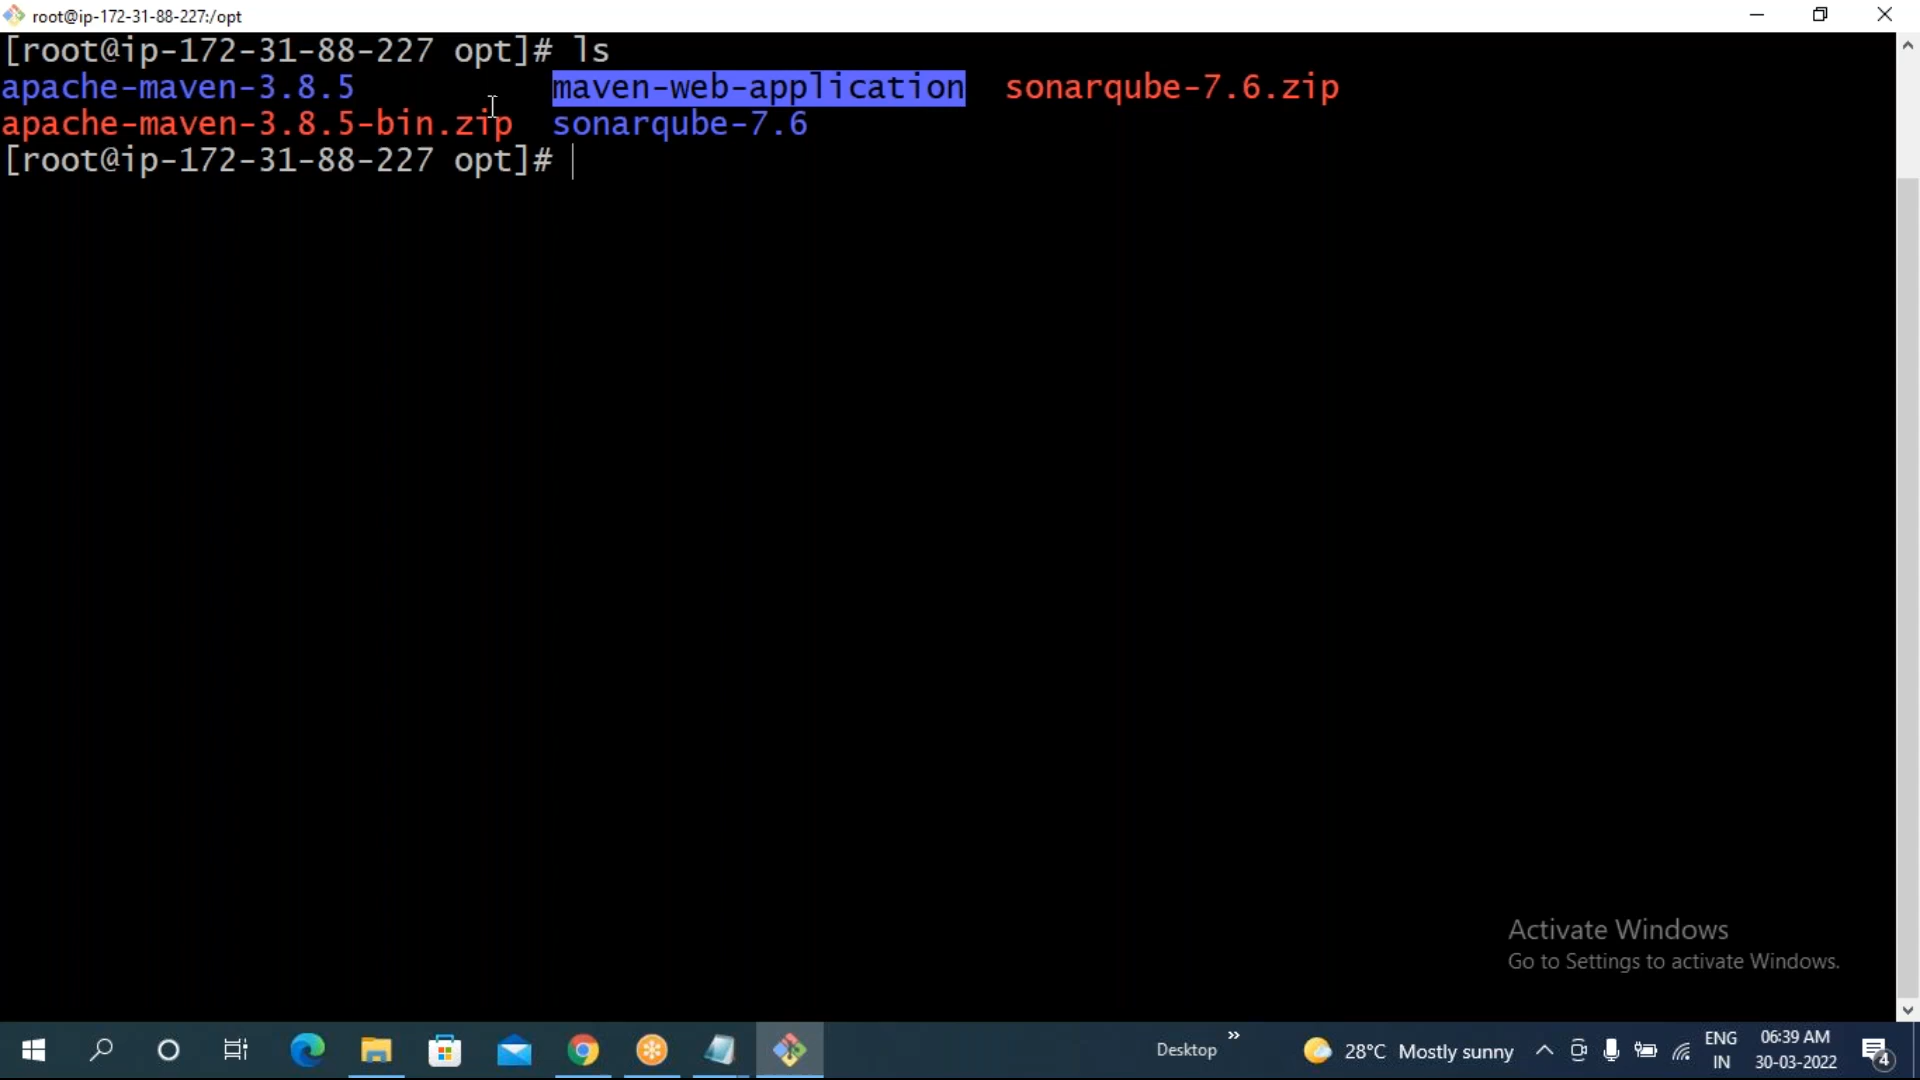 root@ip-172-31-88-227:/opt
[root@ip-172-31-88-227 opt]# ls
apache-maven-3.8.5 maven-web-application sonarqube-7.6.zip
apache-maven-3.8.5-bin.zip sonarqube-7.6
[root@ip-172-31-88-227 opt]#
Activate Windows
Go to Settings to activate Windows.
Desktop » 28°C Mostly sunny
ENG
IN
06:39 AM
30-03-2022
4